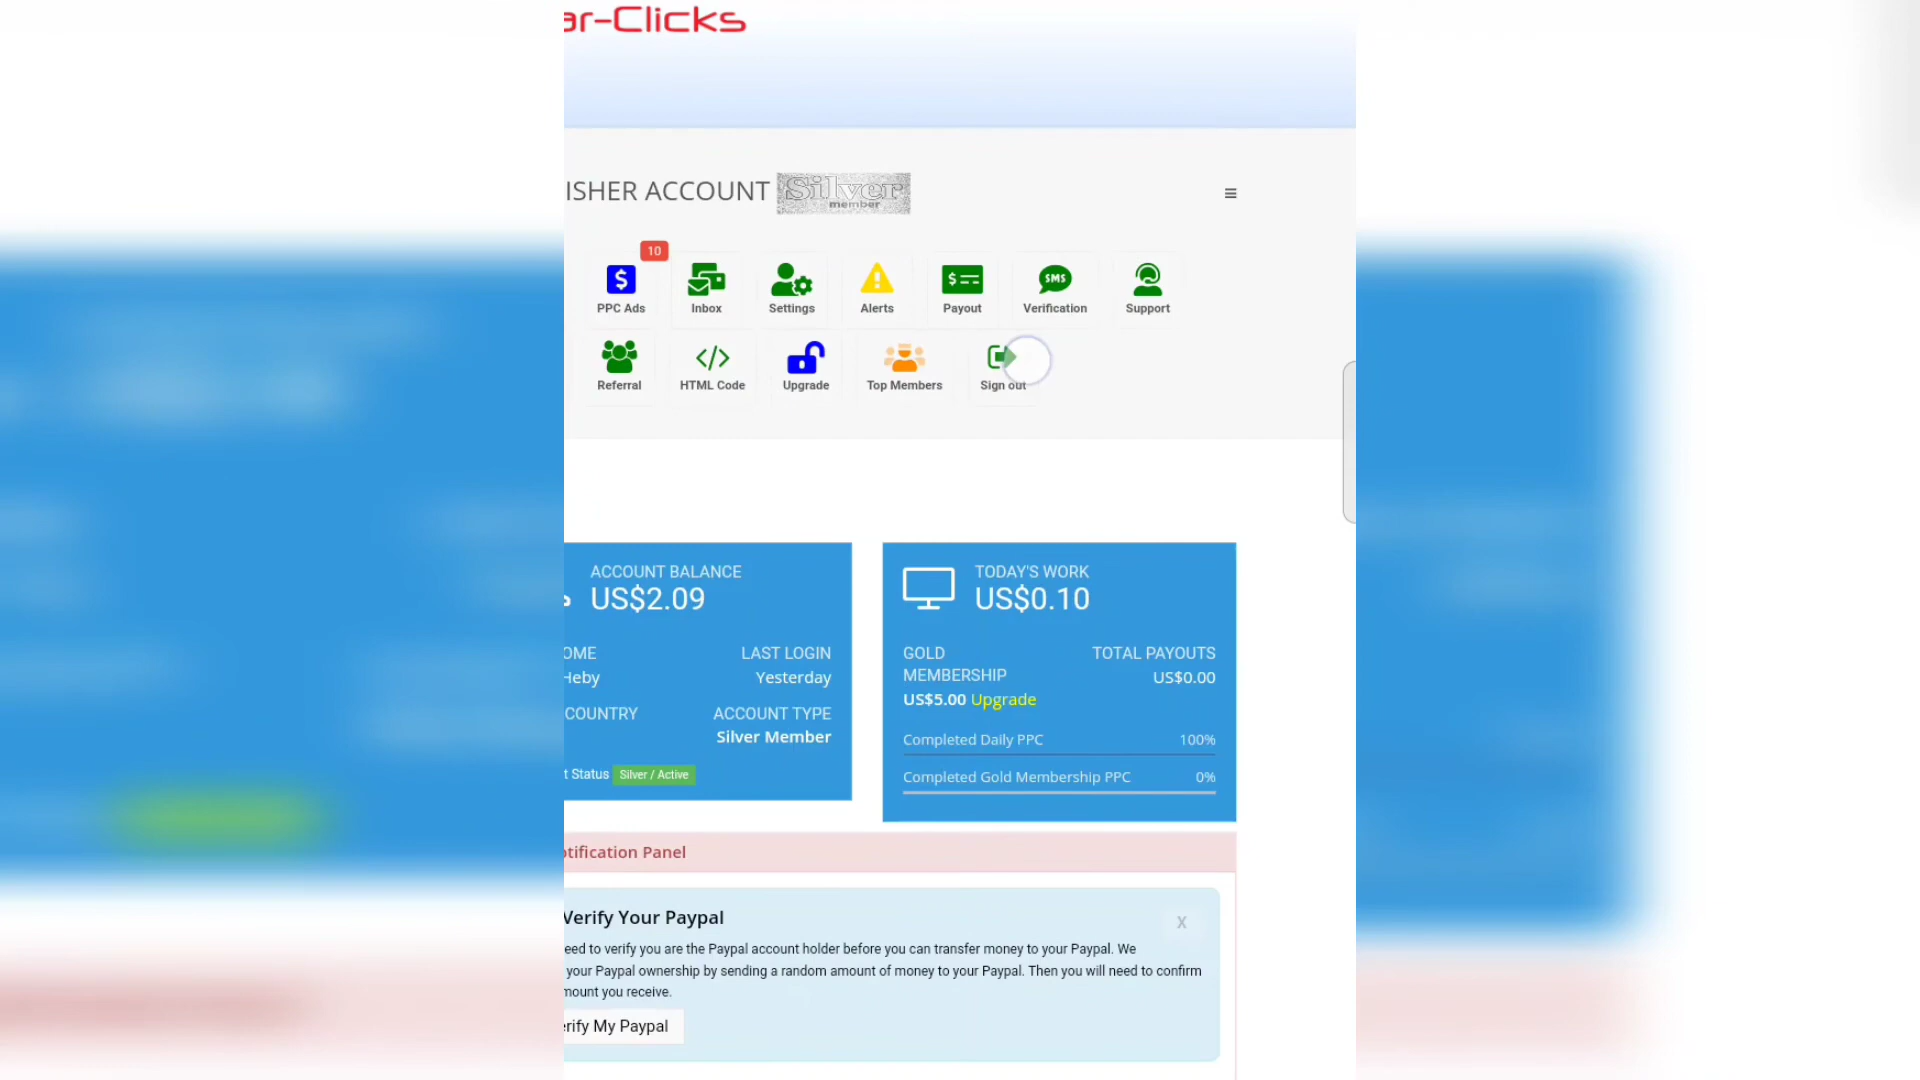 ar-Clicks
ISHER ACCOUNT Silver member
10
PPC Ads Inbox Settings Alerts Payout SMS Verification Support
Referral HTML Code Upgrade Top Members Sign out
ACCOUNT BALANCE
US$2.09
OME LAST LOGIN
Heby Yesterday
COUNTRY ACCOUNT TYPE
Silver Member
t Status Silver / Active
TODAY'S WORK
US$0.10
GOLD MEMBERSHIP TOTAL PAYOUTS
US$5.00 Upgrade US$0.00
Completed Daily PPC 100%
Completed Gold Membership PPC 0%
otification Panel
Verify Your Paypal X
eed to verify you are the Paypal account holder before you can transfer money to your Paypal. We
your Paypal ownership by sending a random amount of money to your Paypal. Then you will need to confirm
mount you receive.
erify My Paypal